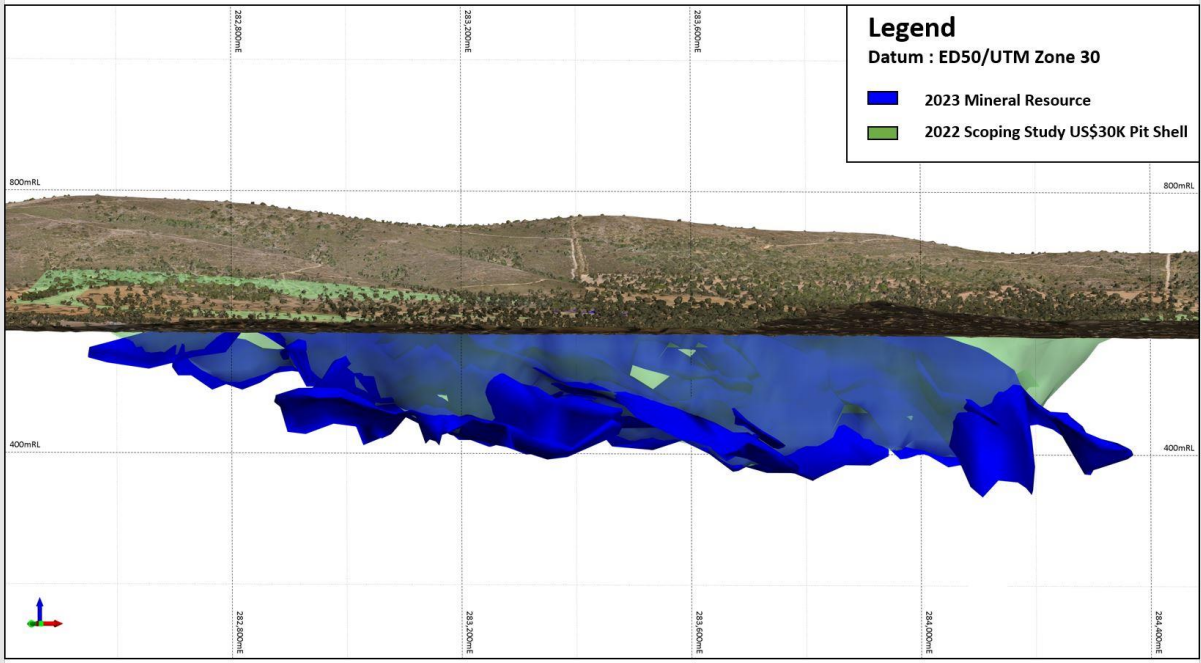 282,800mE
283,200mE
283,600mE
Legend
Datum : ED50/UTM Zone 30
2023 Mineral Resource
2022 Scoping Study US$30K Pit Shell
800mRL
800mRL
400mRL
400mRL
282,800mE
283,200mE
283,600mE
284,000mE
284,400mE